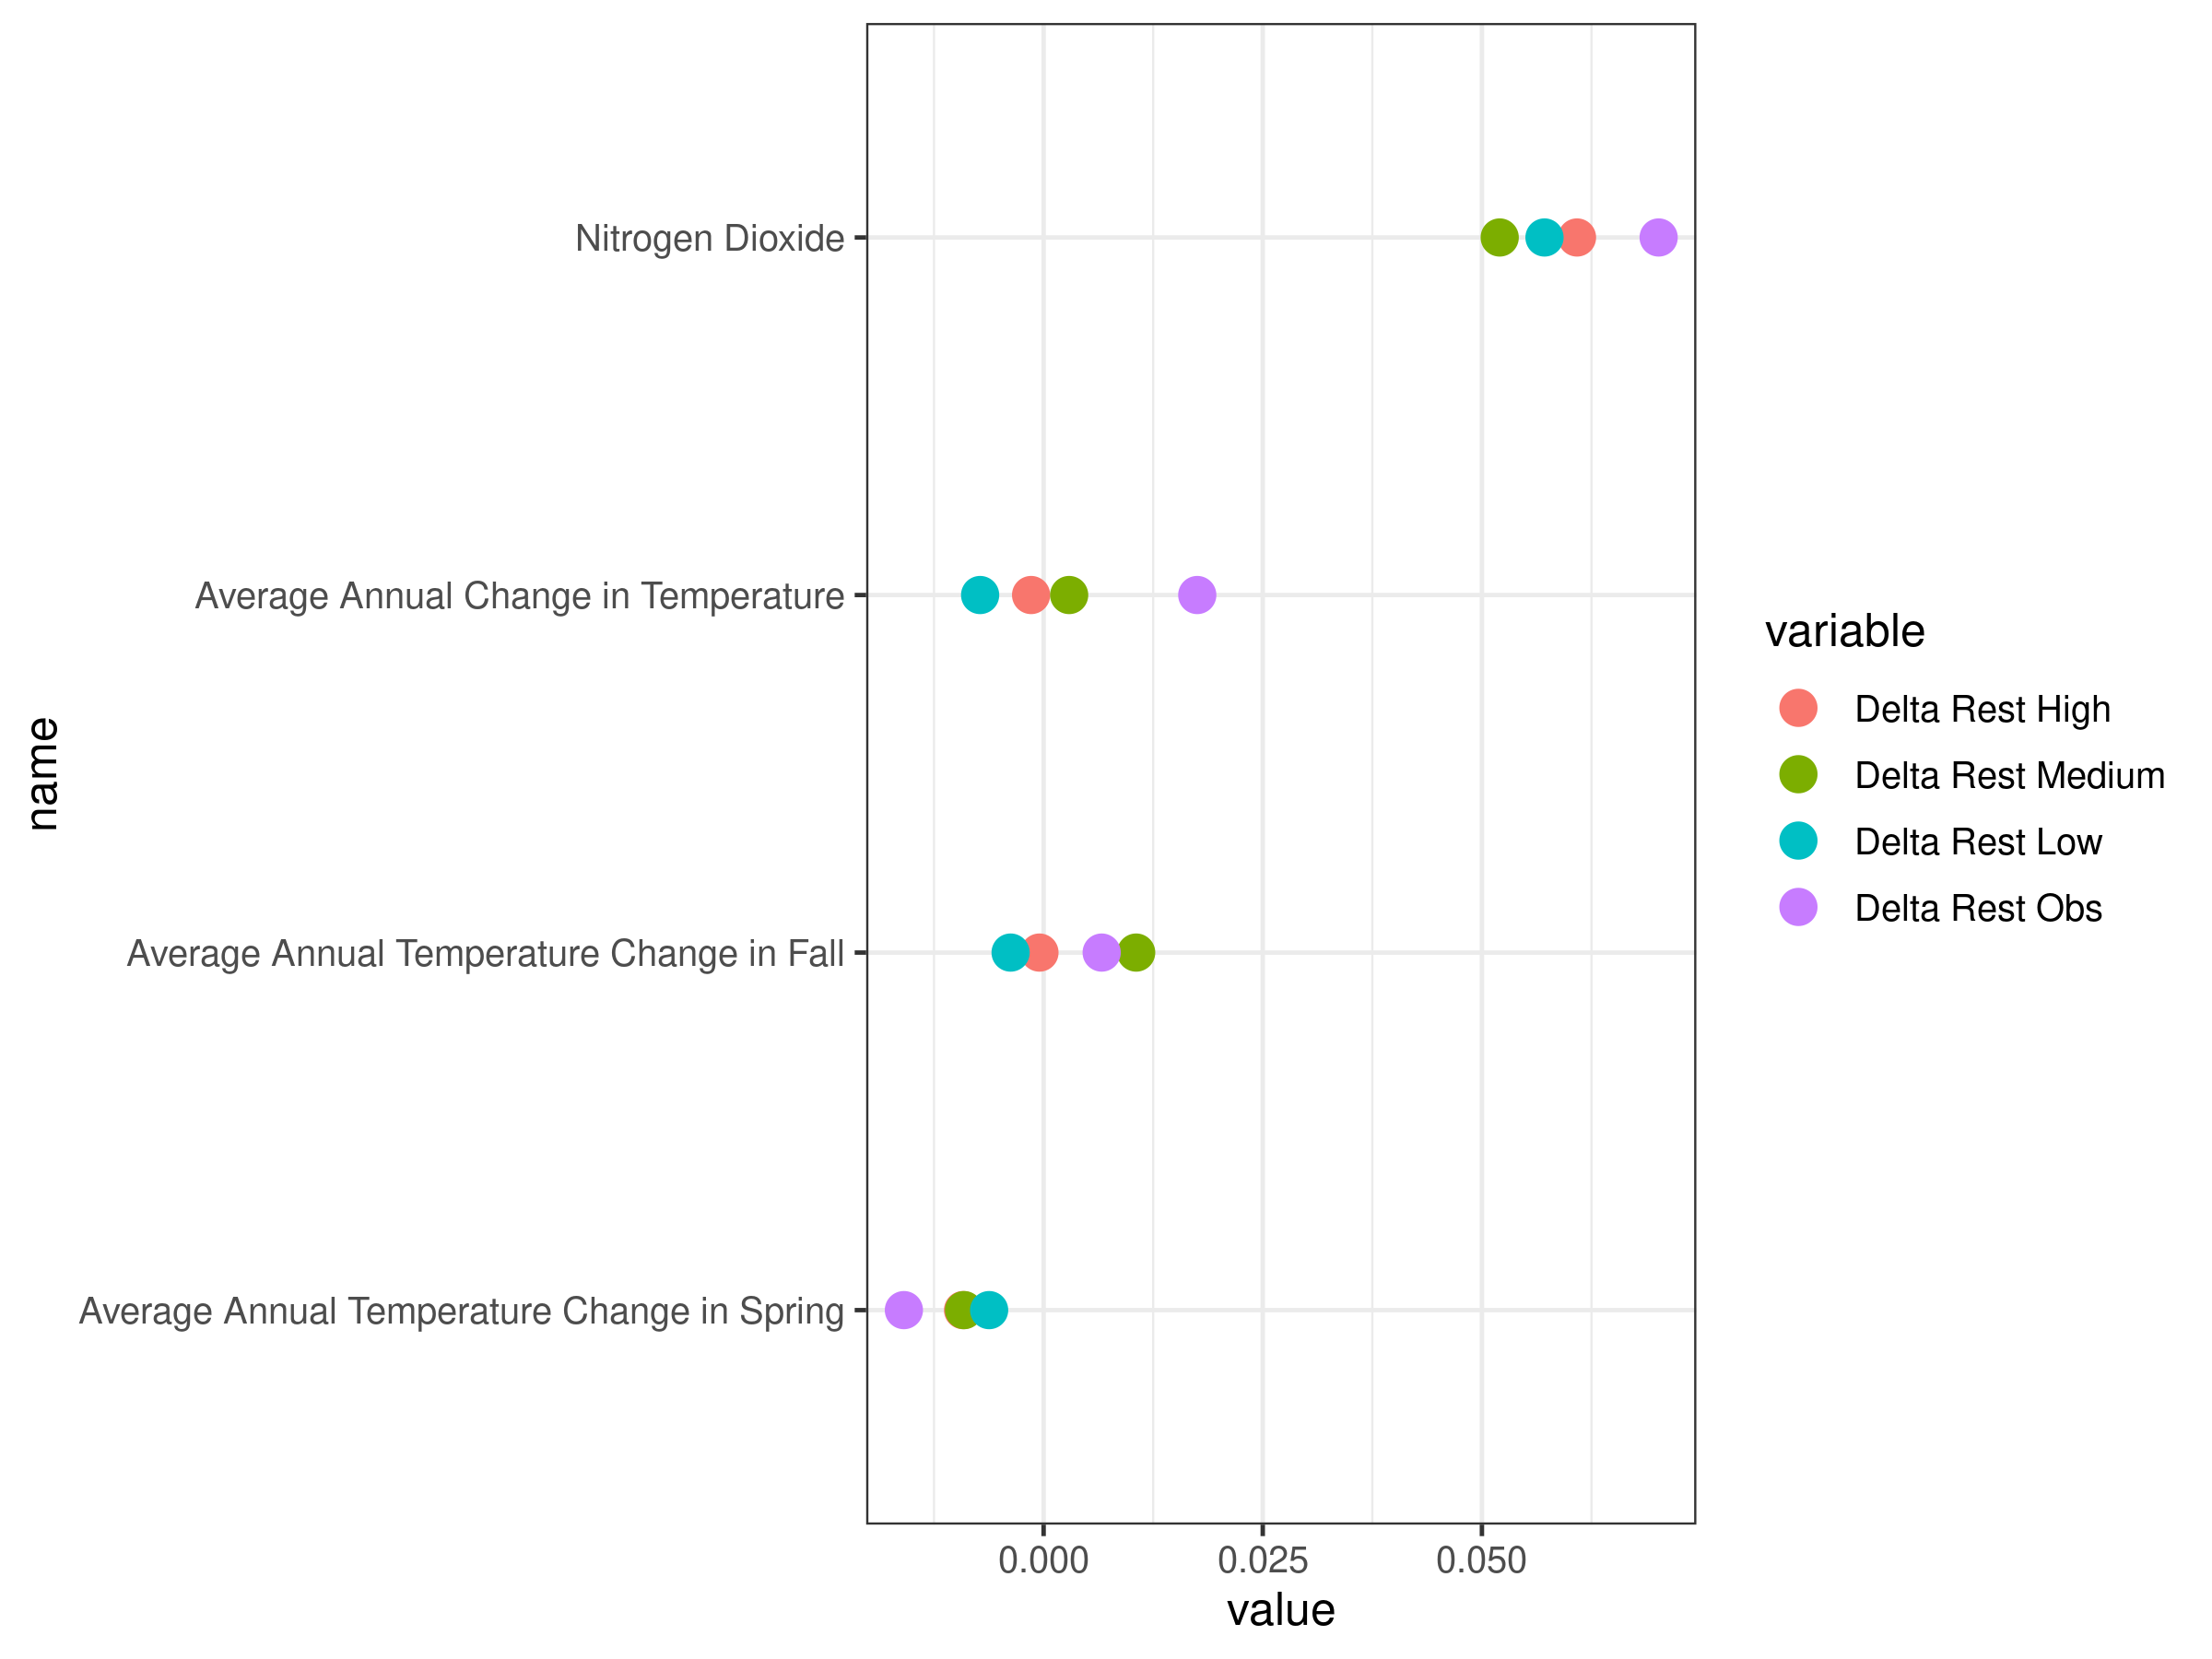 Nitrogen Dioxide
Average Annual Change in Temperature
Average Annual Temperature Change in Fall
Average Annual Temperature Change in Spring
name
0.000
0.025
0.050
value
variable
Delta Rest High
Delta Rest Medium
Delta Rest Low
Delta Rest Obs